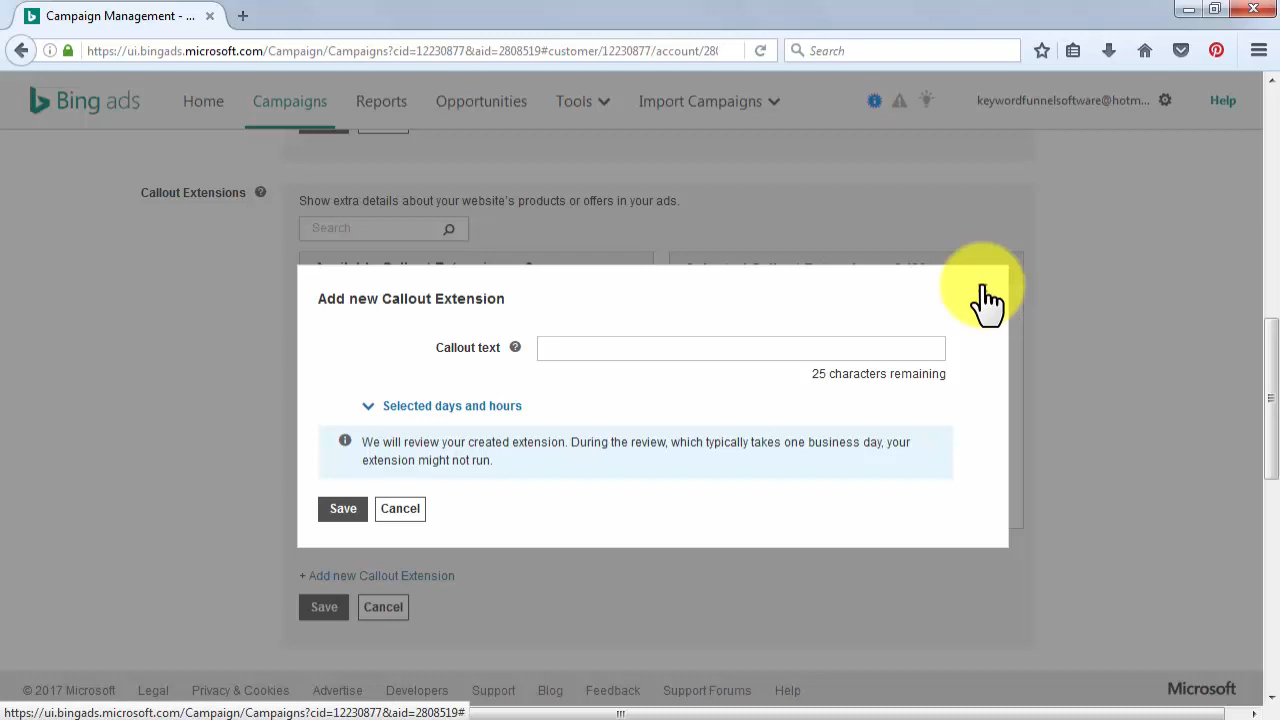 Campaign Management - ...
https://ui.bingads.microsoft.com/Campaign/Campaigns?cid=12230877&aid=2808519#customer/12230877/account/280
Search
Bing ads
Home
Campaigns
Reports
Opportunities
Tools
Import Campaigns
keywordfunnelsoftware@hotm...
Help
Callout Extensions
Show extra details about your website's products or offers in your ads.
Search
Add new Callout Extension
Callout text
25 characters remaining
Selected days and hours
We will review your created extension. During the review, which typically takes one business day, your
extension might not run.
Save
Cancel
+ Add new Callout Extension
Save
Cancel
© 2017 Microsoft
Legal
Privacy & Cookies
Advertise
Developers
Support
Blog
Feedback
Support Forums
Help
Microsoft
https://ui.bingads.microsoft.com/Campaign/Campaigns?cid=12230877&aid=2808519#